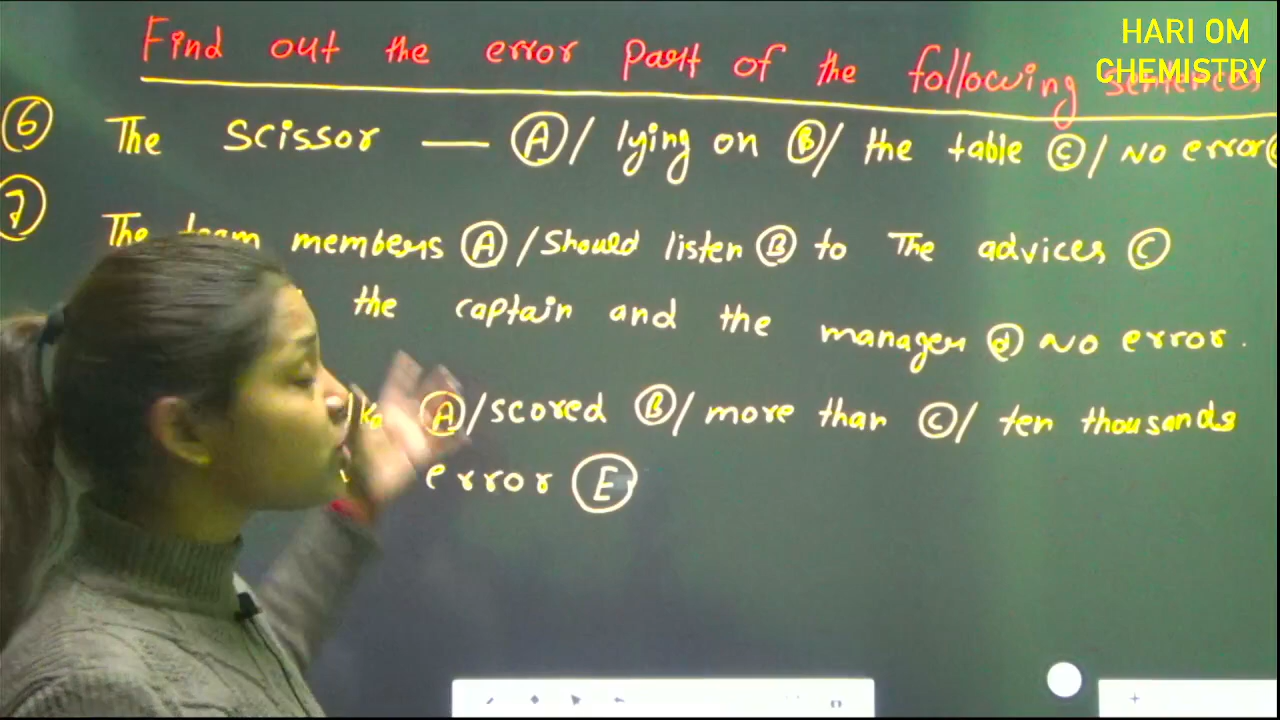 HARI OM
CHEMISTRY
Find out the error part of the following sentences
6 The scissor — A / lying on B / the table C / No error
7 The team members A / Should listen B to The advices C
the captain and the manager d No error.
A / scored B / more than C / ten thousands
error E